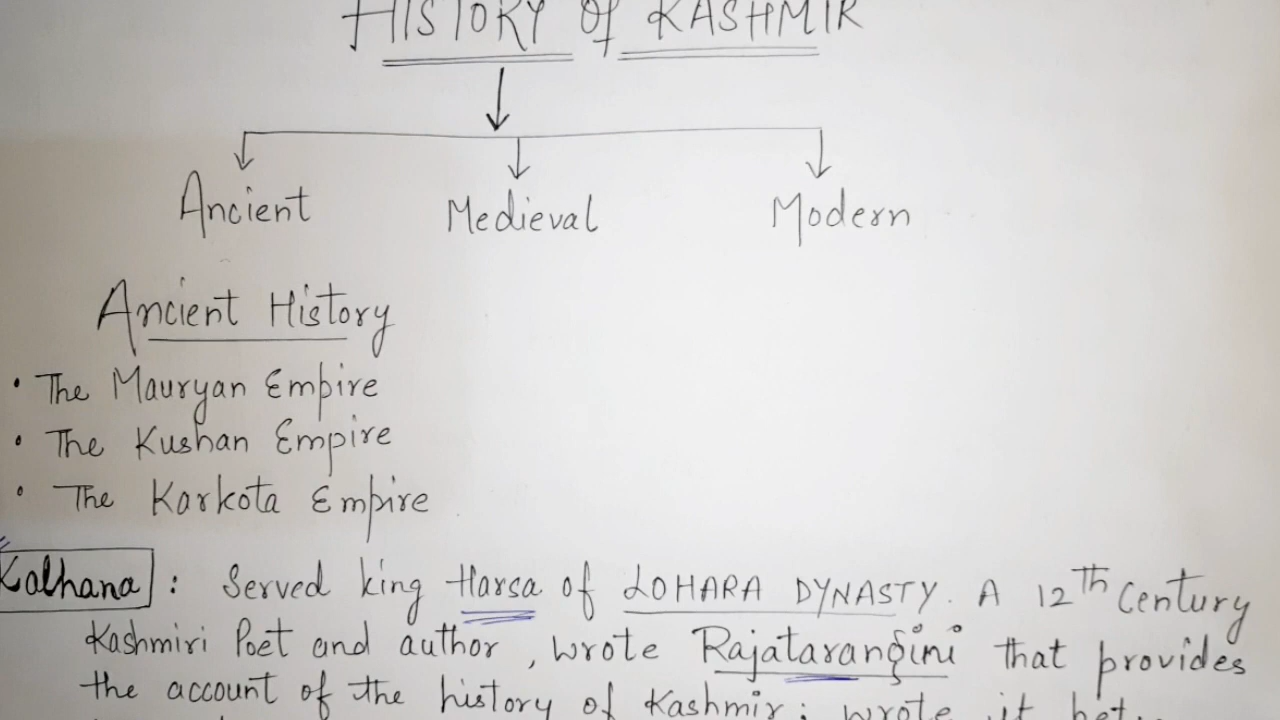 HISTORY of KASHMIR
Ancient Medieval Modern
Ancient History
• The Mauryan Empire
• The Kushan Empire
• The Karkota Empire
Kalhana : Served king Harsa of LOHARA DYNASTY. A 12th Century
Kashmiri Poet and author, wrote Rajatarangini that provides
the account of the history of Kashmir; wrote it